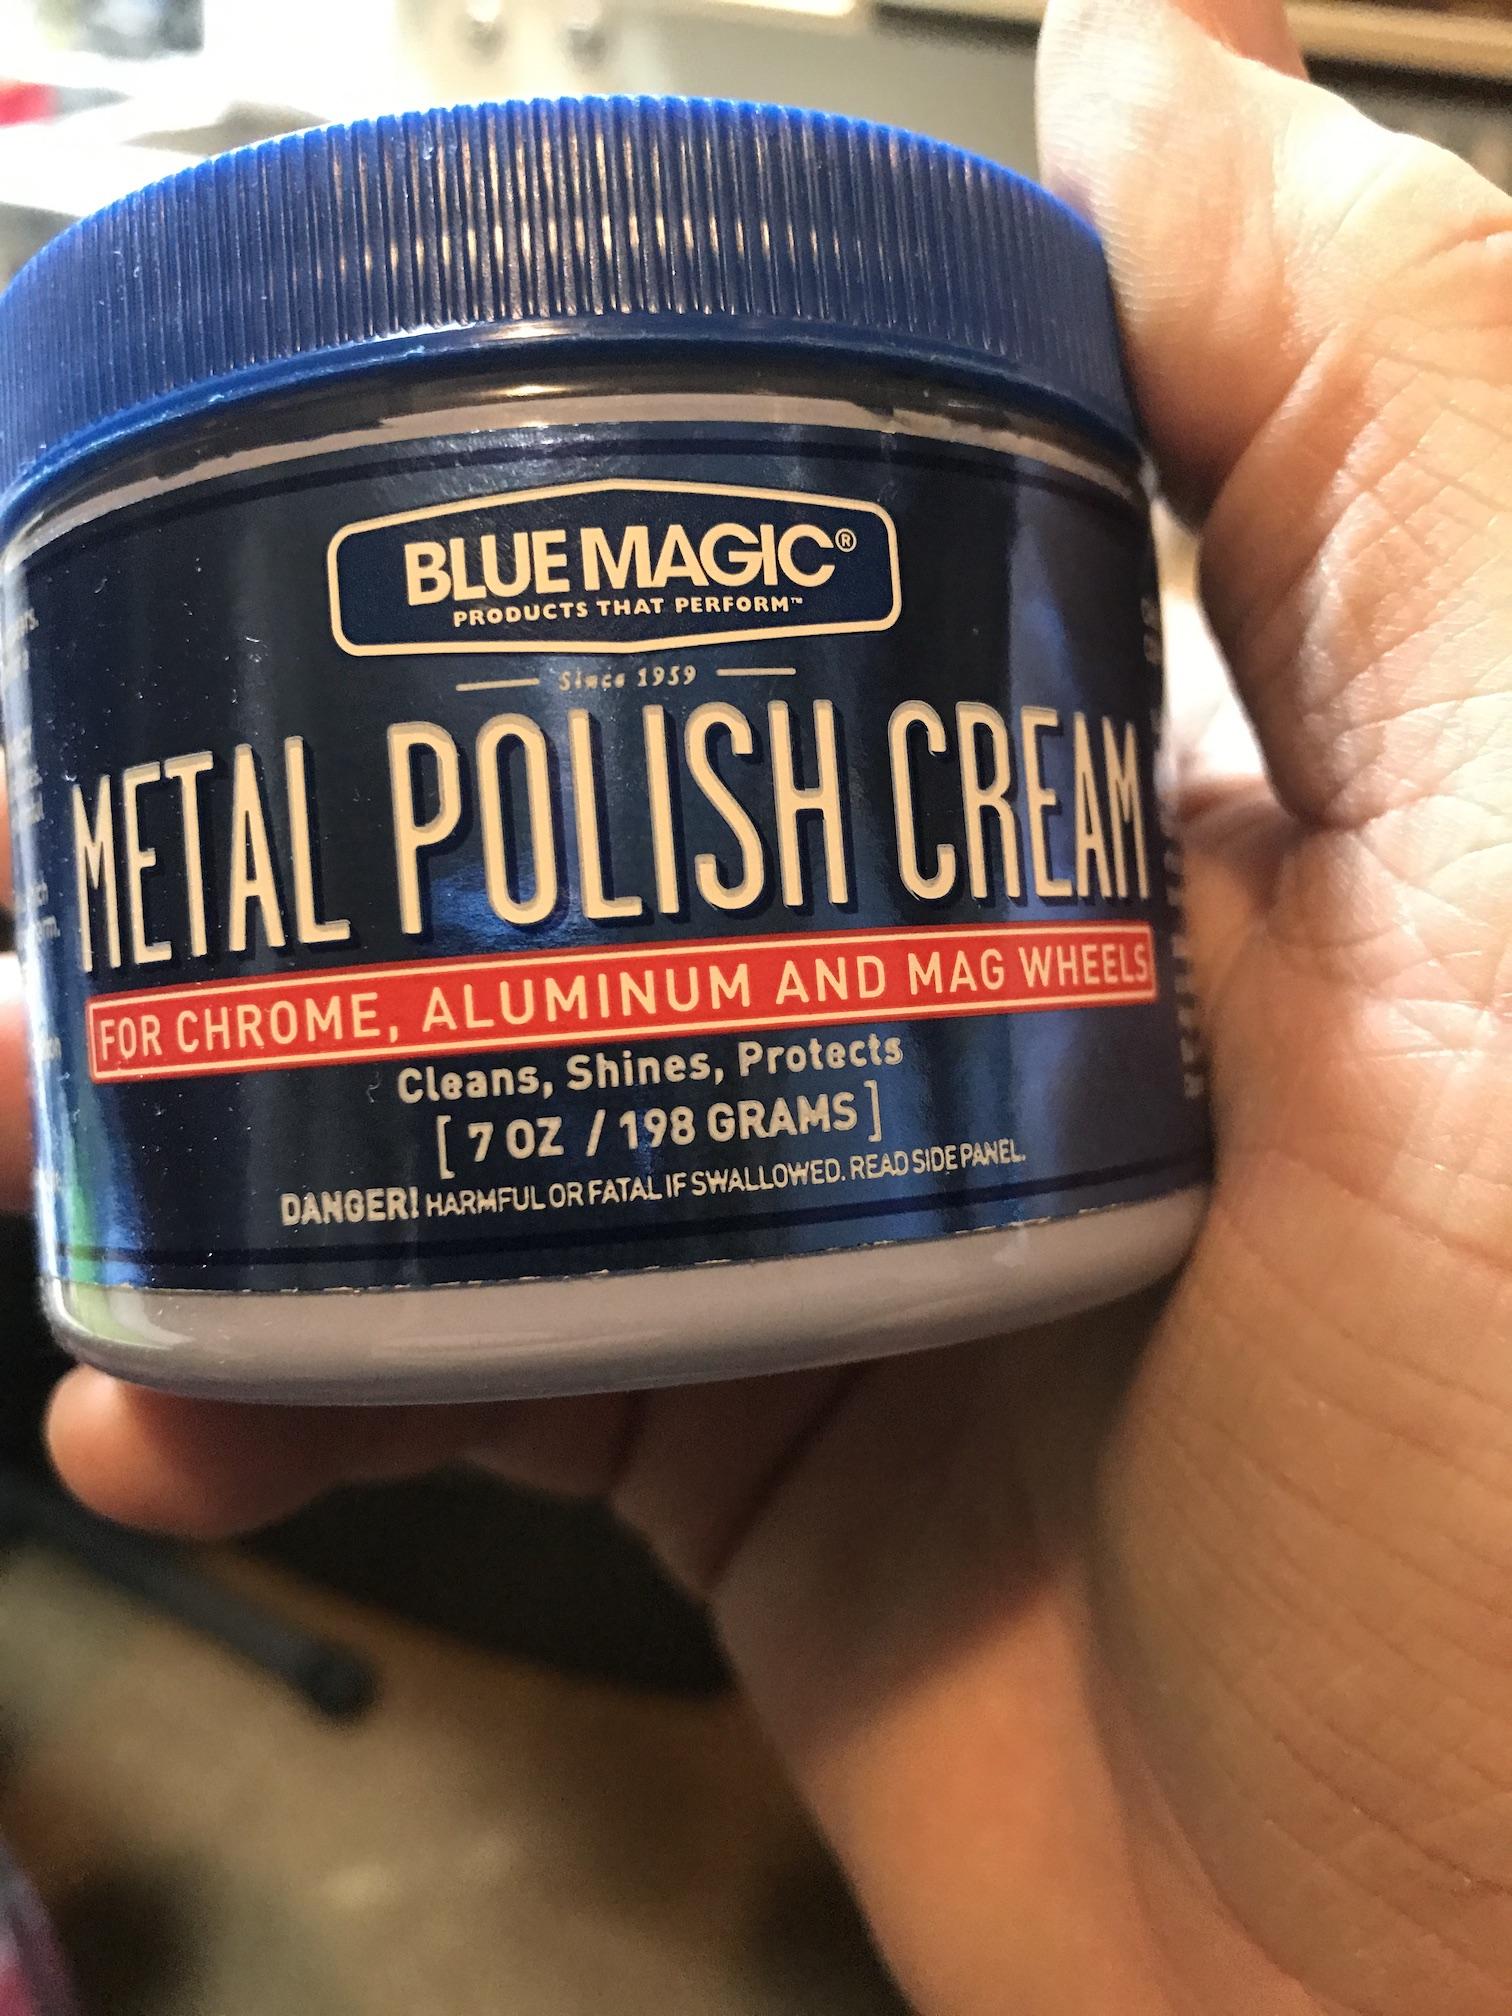 BLUE MAGIC®
PRODUCTS THAT PERFORM™
Since 1959
METAL POLISH CREAM
FOR CHROME, ALUMINUM AND MAG WHEELS
Cleans, Shines, Protects
[ 7 OZ / 198 GRAMS ]
DANGER! HARMFUL OR FATAL IF SWALLOWED. READ SIDE PANEL.